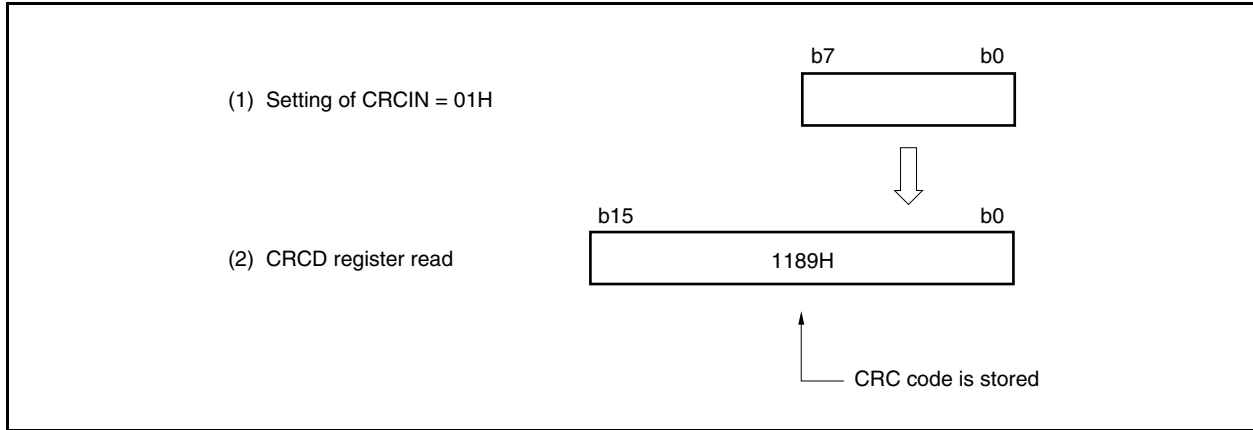 b7 b0
(1) Setting of CRCIN = 01H
b15 b0
(2) CRCD register read 1189H
CRC code is stored